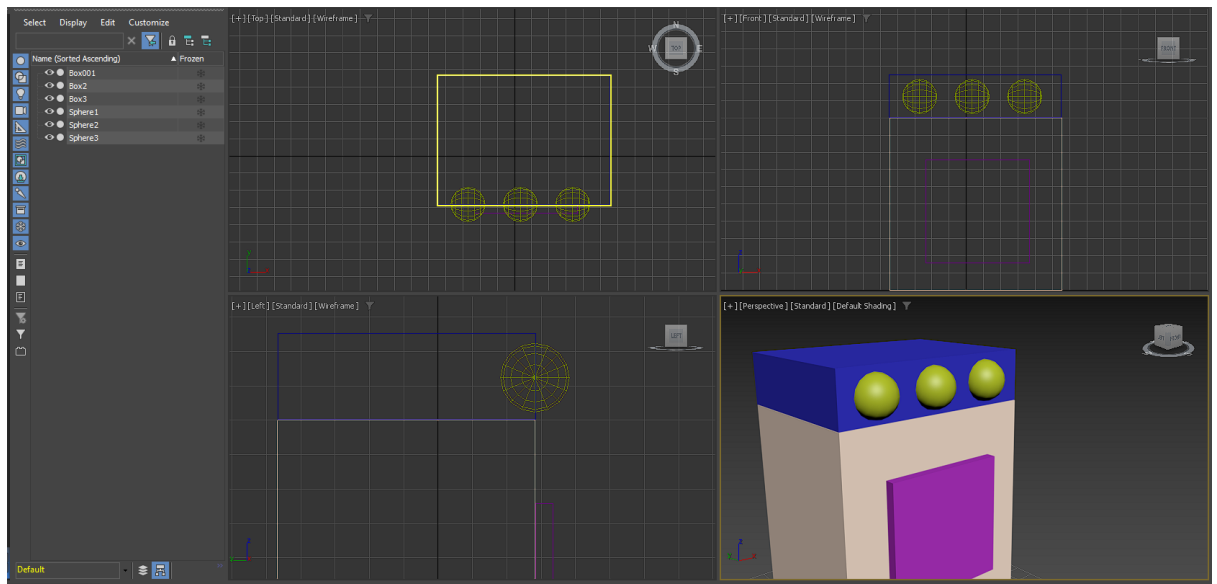 Select Display Edit Customize
Name (Sorted Ascending) ▲ Frozen
Box001
Box2
Box3
Sphere1
Sphere2
Sphere3
Default
[+] [Top] [Standard] [Wireframe]
N
W TOP E
S
[+] [Front] [Standard] [Wireframe]
FRONT
y
x
z
x
[+] [Left] [Standard] [Wireframe]
LEFT
z
y
[+] [Perspective] [Standard] [Default Shading]
z
y x